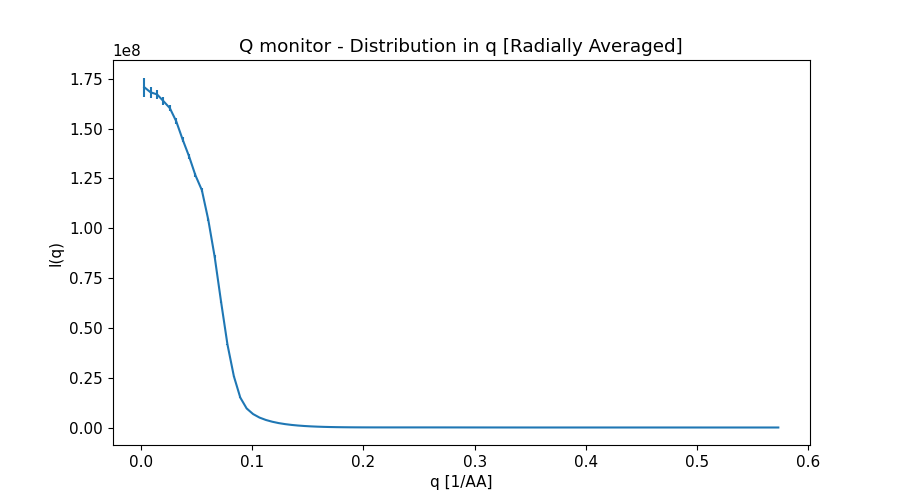 Q monitor - Distribution in q [Radially Averaged]
1e8
1.75
1.50
1.25
1.00
0.75
0.50
0.25
0.00
I(q)
0.0 0.1 0.2 0.3 0.4 0.5 0.6
q [1/AA]